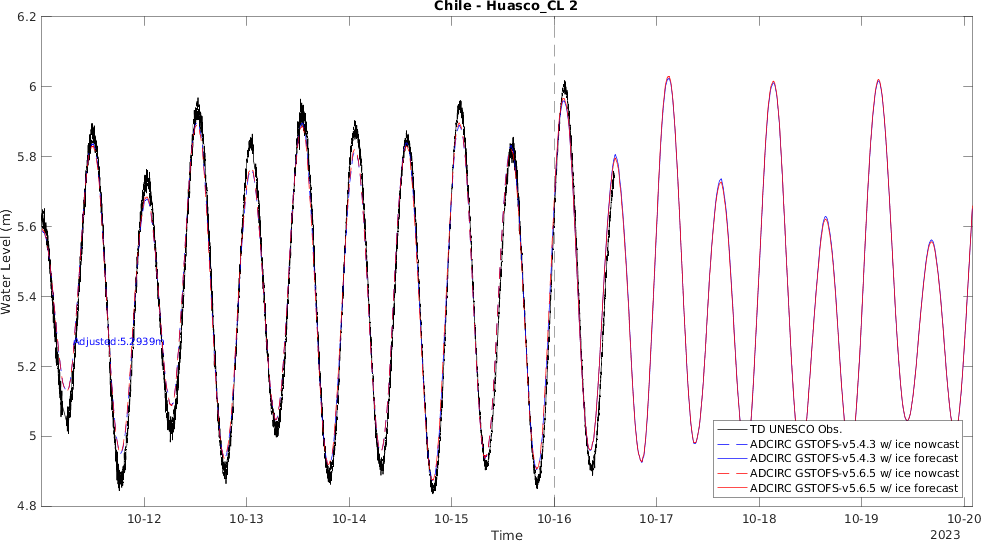 Chile - Huasco_CL 2
Water Level (m)
6.2
6
5.8
5.6
5.4
5.2
5
4.8
Adjusted:5.2939m
TD UNESCO Obs.
ADCIRC GSTOFS-v5.4.3 w/ ice nowcast
ADCIRC GSTOFS-v5.4.3 w/ ice forecast
ADCIRC GSTOFS-v5.6.5 w/ ice nowcast
ADCIRC GSTOFS-v5.6.5 w/ ice forecast
10-12
10-13
10-14
10-15
10-16
10-17
10-18
10-19
10-20
Time
2023